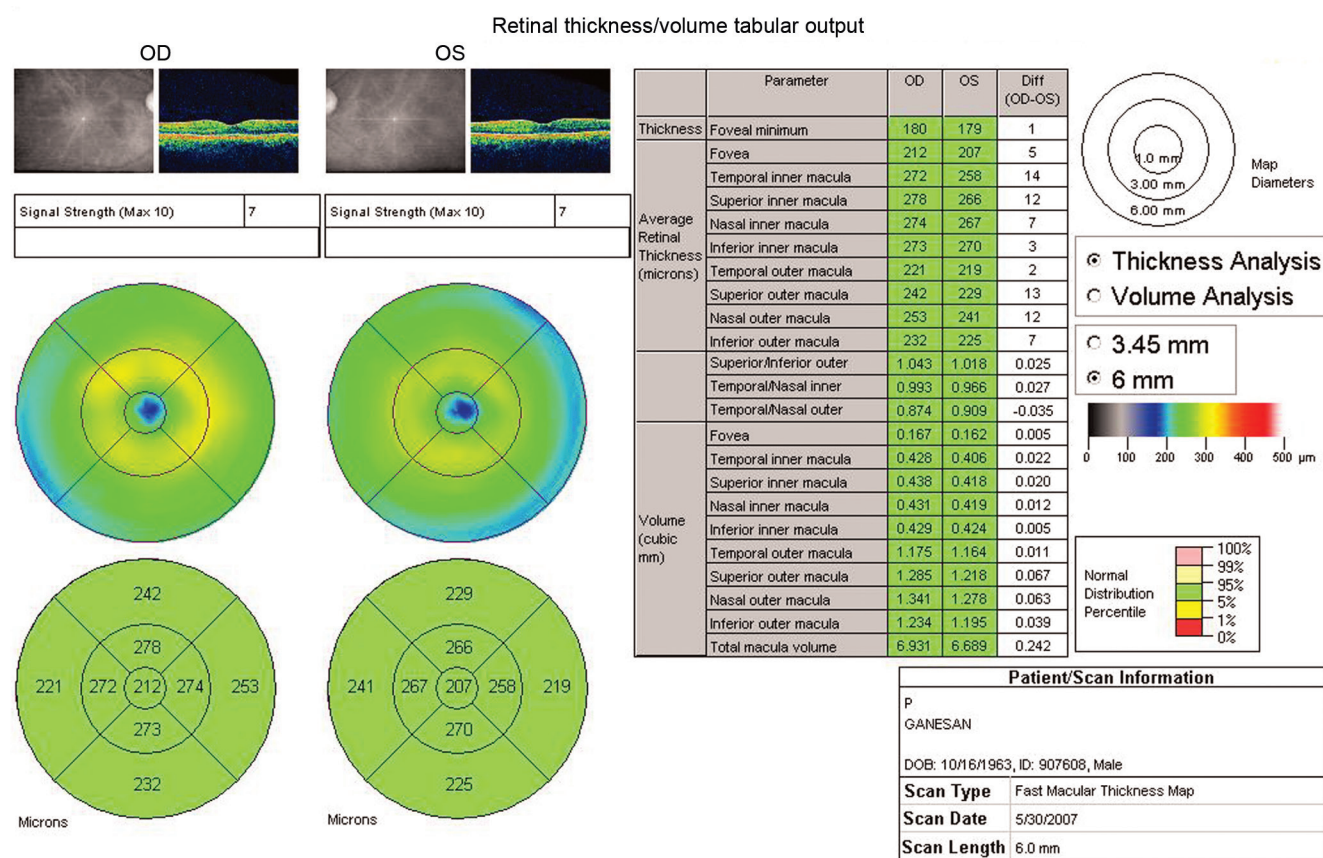 Retinal thickness/volume tabular output
OD
OS
Signal Strength (Max 10) 7
Signal Strength (Max 10) 7
Parameter OD OS Diff (OD-OS)
Thickness Foveal minimum 180 179 1
Average Retinal Thickness (microns)
Fovea 212 207 5
Temporal inner macula 272 258 14
Superior inner macula 278 266 12
Nasal inner macula 274 267 7
Inferior inner macula 273 270 3
Temporal outer macula 221 219 2
Superior outer macula 242 229 13
Nasal outer macula 253 241 12
Inferior outer macula 232 225 7
Superior/Inferior outer 1.043 1.018 0.025
Temporal/Nasal inner 0.993 0.966 0.027
Temporal/Nasal outer 0.874 0.909 -0.035
Volume (cubic mm)
Fovea 0.167 0.162 0.005
Temporal inner macula 0.428 0.406 0.022
Superior inner macula 0.438 0.418 0.020
Nasal inner macula 0.431 0.419 0.012
Inferior inner macula 0.429 0.424 0.005
Temporal outer macula 1.175 1.164 0.011
Superior outer macula 1.285 1.218 0.067
Nasal outer macula 1.341 1.278 0.063
Inferior outer macula 1.234 1.195 0.039
Total macula volume 6.931 6.689 0.242
1.0 mm
3.00 mm
6.00 mm
Map
Diameters
Thickness Analysis
Volume Analysis
3.45 mm
6 mm
0 100 200 300 400 500 µm
Normal
Distribution
Percentile
100%
99%
95%
5%
1%
0%
242
278
221 272 212 274 253
273
232
Microns
229
266
241 267 207 258 219
270
225
Microns
Patient/Scan Information
P
GANESAN
DOB: 10/16/1963, ID: 907608, Male
Scan Type Fast Macular Thickness Map
Scan Date 5/30/2007
Scan Length 6.0 mm